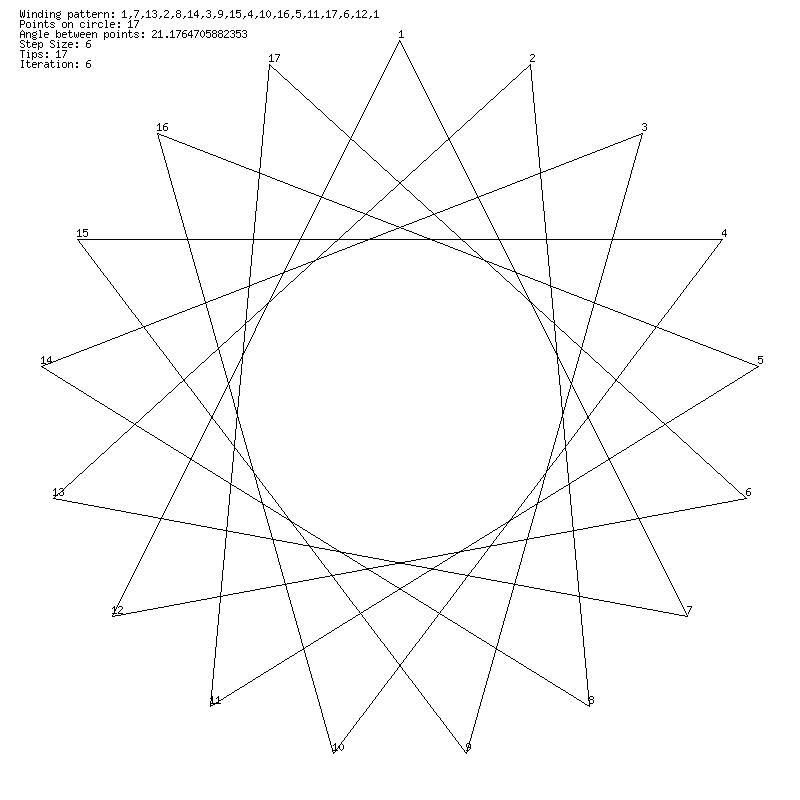 Winding pattern: 1,7,13,2,8,14,3,9,15,4,10,16,5,11,17,6,12,1
Points on circle: 17
Angle between points: 21.1764705882353
Step Size: 6
Tips: 17
Iteration: 6
1
17
2
16
3
15
4
14
5
13
6
12
7
11
8
10
9